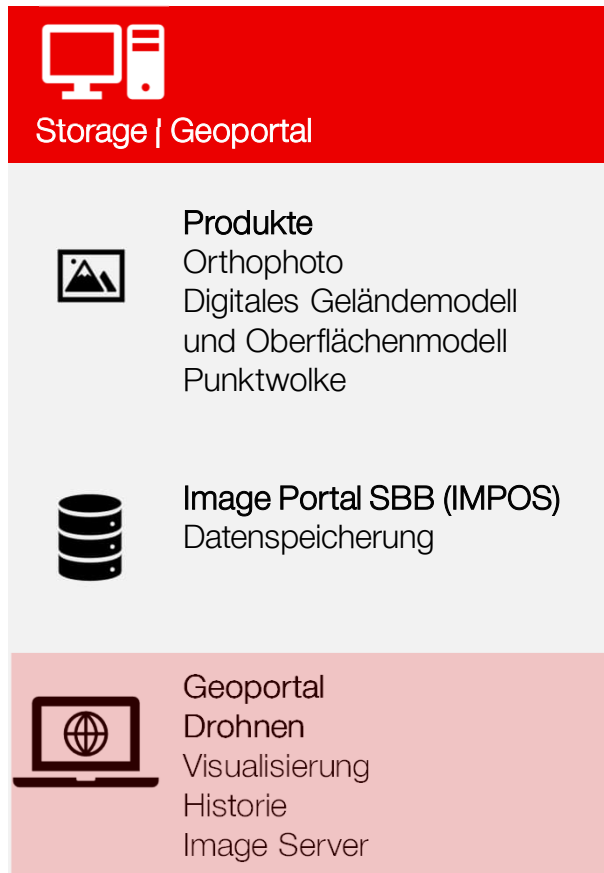 Storage | Geoportal
Produkte
Orthophoto
Digitales Geländemodell
und Oberflächenmodell
Punktwolke
Image Portal SBB (IMPOS)
Datenspeicherung
Geoportal
Drohnen
Visualisierung
Historie
Image Server